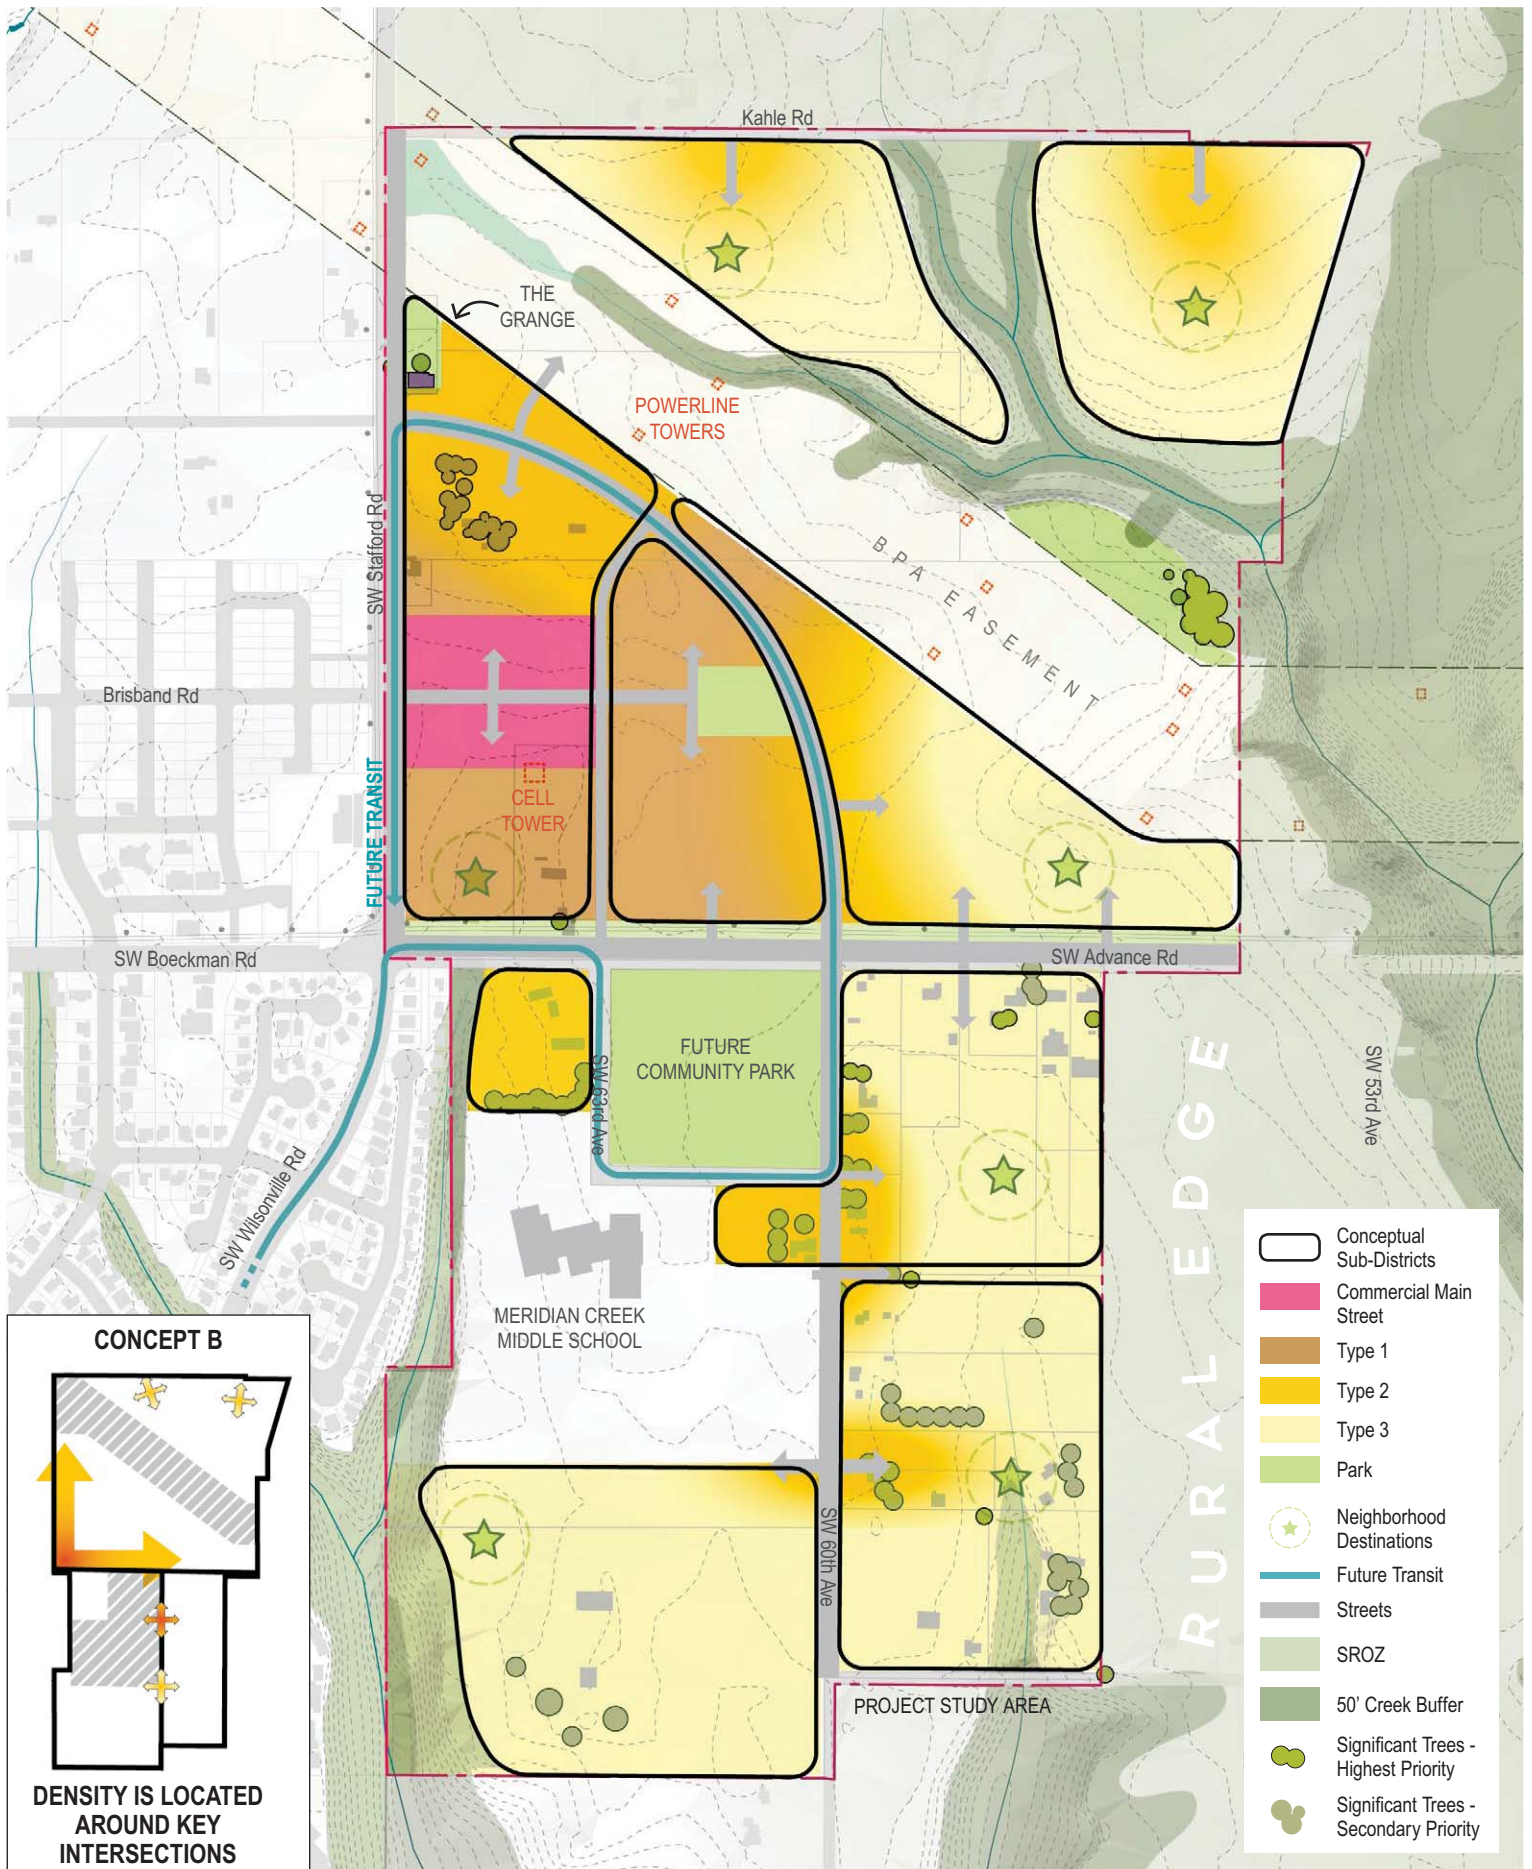 Kahle Rd
THE
GRANGE
POWERLINE
TOWERS
SW Stafford Rd
BPA EASEMENT
Brisband Rd
CELL
TOWER
FUTURE TRANSIT
SW Boeckman Rd
SW Advance Rd
FUTURE
COMMUNITY PARK
SW 63rd Ave
SW 53rd Ave
RURAL EDGE
SW Wilsonville Rd
MERIDIAN CREEK
MIDDLE SCHOOL
SW 60th Ave
PROJECT STUDY AREA
CONCEPT B
DENSITY IS LOCATED
AROUND KEY
INTERSECTIONS
Conceptual
Sub-Districts
Commercial Main
Street
Type 1
Type 2
Type 3
Park
Neighborhood
Destinations
Future Transit
Streets
SROZ
50' Creek Buffer
Significant Trees -
Highest Priority
Significant Trees -
Secondary Priority